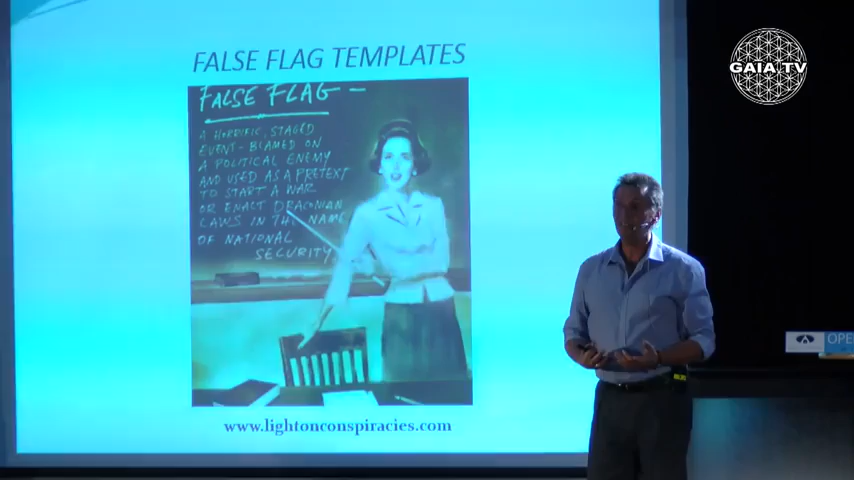 FALSE FLAG TEMPLATES
FALSE FLAG –
A HORRIFIC, STAGED
EVENT - BLAMED ON
A POLITICAL ENEMY
AND USED AS A PRETEXT
TO START A WAR
OR ENACT DRACONIAN
LAWS IN THE NAME
OF NATIONAL
SECURITY
www.lightonconspiracies.com
GAIA TV
OPE